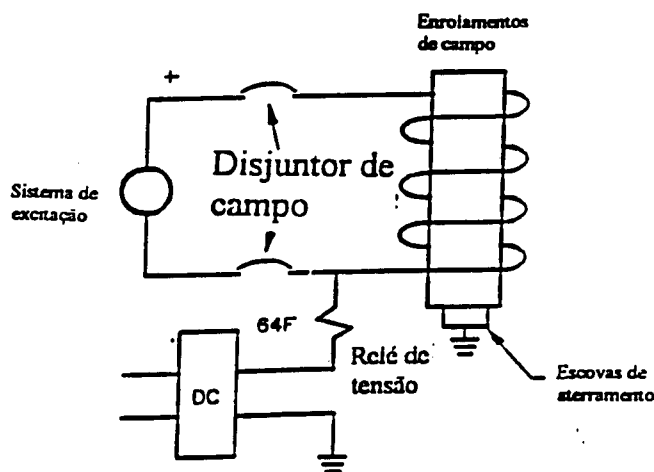 Enrolamentos
de campo
+
Disjuntor de
campo
Sistema de
excitação
64F
Relé de
tensão
DC
Escovas de
aterramento